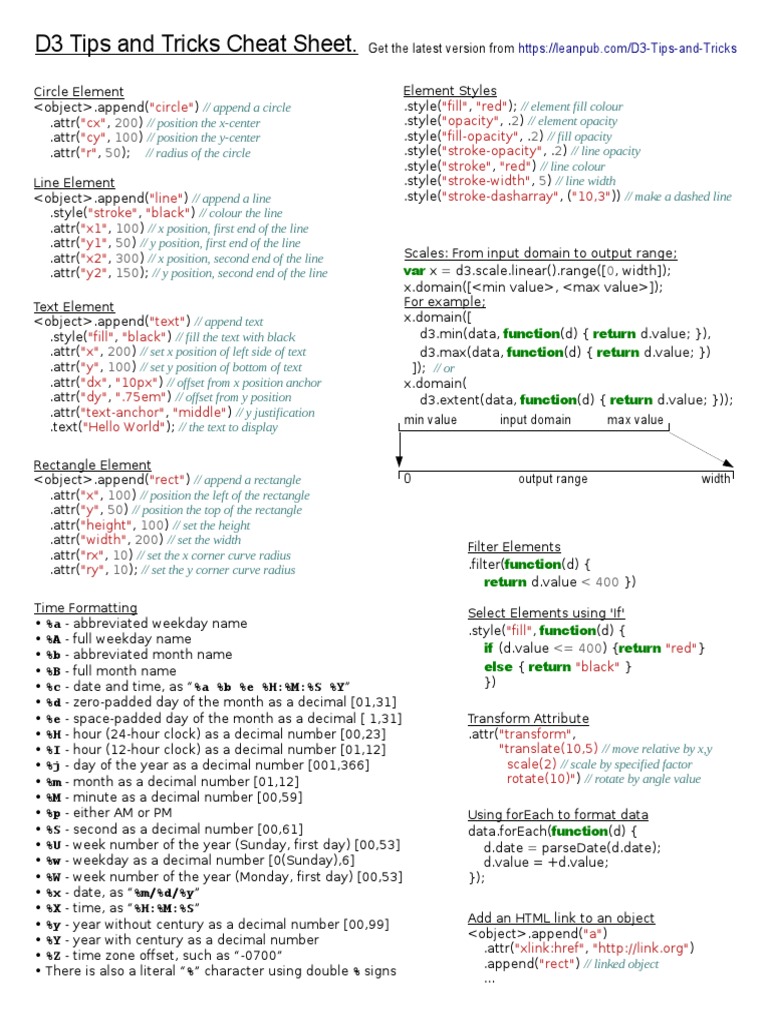 D3 Tips and Tricks Cheat Sheet. Get the latest version from https://leanpub.com/D3-Tips-and-Tricks
Circle Element
<object>.append("circle") // append a circle
.attr("cx", 200) // position the x-center
.attr("cy", 100) // position the y-center
.attr("r", 50); // radius of the circle
Line Element
<object>.append("line") // append a line
.style("stroke", "black") // colour the line
.attr("x1", 100) // x position, first end of the line
.attr("y1", 50) // y position, first end of the line
.attr("x2", 300) // x position, second end of the line
.attr("y2", 150); // y position, second end of the line
Text Element
<object>.append("text") // append text
.style("fill", "black") // fill the text with black
.attr("x", 200) // set x position of left side of text
.attr("y", 100) // set y position of bottom of text
.attr("dx", "10px") // offset from x position anchor
.attr("dy", ".75em") // offset from y position
.attr("text-anchor", "middle") // y justification
.text("Hello World"); // the text to display
Rectangle Element
<object>.append("rect") // append a rectangle
.attr("x", 100) // position the left of the rectangle
.attr("y", 50) // position the top of the rectangle
.attr("height", 100) // set the height
.attr("width", 200) // set the width
.attr("rx", 10) // set the x corner curve radius
.attr("ry", 10); // set the y corner curve radius
Time Formatting
• %a - abbreviated weekday name
• %A - full weekday name
• %b - abbreviated month name
• %B - full month name
• %c - date and time, as “%a %b %e %H:%M:%S %Y”
• %d - zero-padded day of the month as a decimal [01,31]
• %e - space-padded day of the month as a decimal [ 1,31]
• %H - hour (24-hour clock) as a decimal number [00,23]
• %I - hour (12-hour clock) as a decimal number [01,12]
• %j - day of the year as a decimal number [001,366]
• %m - month as a decimal number [01,12]
• %M - minute as a decimal number [00,59]
• %p - either AM or PM
• %S - second as a decimal number [00,61]
• %U - week number of the year (Sunday, first day) [00,53]
• %w - weekday as a decimal number [0(Sunday),6]
• %W - week number of the year (Monday, first day) [00,53]
• %x - date, as “%m/%d/%y”
• %X - time, as “%H:%M:%S”
• %y - year without century as a decimal number [00,99]
• %Y - year with century as a decimal number
• %Z - time zone offset, such as “-0700”
• There is also a literal “%” character using double % signs
Element Styles
.style("fill", "red"); // element fill colour
.style("opacity", .2) // element opacity
.style("fill-opacity", .2) // fill opacity
.style("stroke-opacity", .2) // line opacity
.style("stroke", "red") // line colour
.style("stroke-width", 5) // line width
.style("stroke-dasharray", ("10,3")) // make a dashed line
Scales: From input domain to output range;
var x = d3.scale.linear().range([0, width]);
x.domain([<min value>, <max value>]);
For example;
x.domain([
d3.min(data, function(d) { return d.value; }),
d3.max(data, function(d) { return d.value; })
]); // or
x.domain(
d3.extent(data, function(d) { return d.value; }));
min value input domain max value
0 output range width
Filter Elements
.filter(function(d) {
return d.value < 400 })
Select Elements using 'If'
.style("fill", function(d) {
if (d.value <= 400) {return "red"}
else { return "black" }
})
Transform Attribute
.attr("transform",
"translate(10,5) // move relative by x,y
scale(2) // scale by specified factor
rotate(10)") // rotate by angle value
Using forEach to format data
data.forEach(function(d) {
d.date = parseDate(d.date);
d.value = +d.value;
});
Add an HTML link to an object
<object>.append("a")
.attr("xlink:href", "http://link.org")
.append("rect") // linked object
...